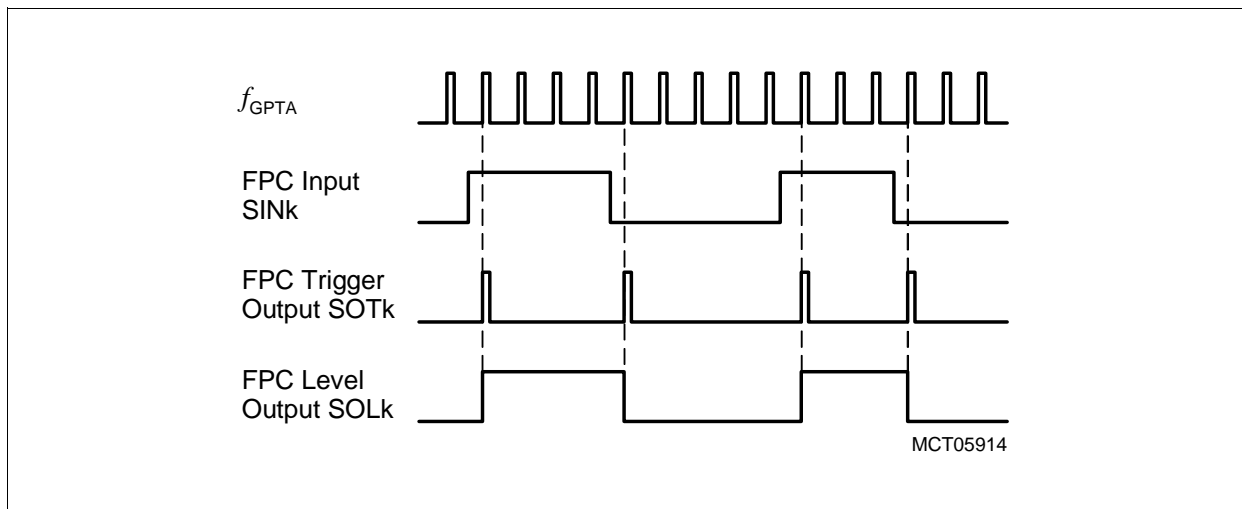 fGPTA
FPC Input
SINk
FPC Trigger
Output SOTk
FPC Level
Output SOLk
MCT05914